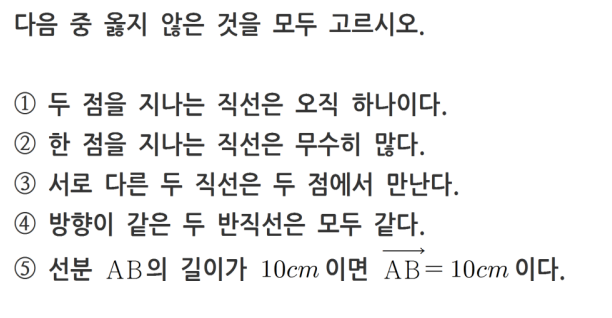 다음 중 옳지 않은 것을 모두 고르시오.
① 두 점을 지나는 직선은 오직 하나이다.
② 한 점을 지나는 직선은 무수히 많다.
③ 서로 다른 두 직선은 두 점에서 만난다.
④ 방향이 같은 두 반직선은 모두 같다.
⑤ 선분 AB의 길이가 10cm 이면 $\overrightarrow{AB}$ = 10cm 이다.